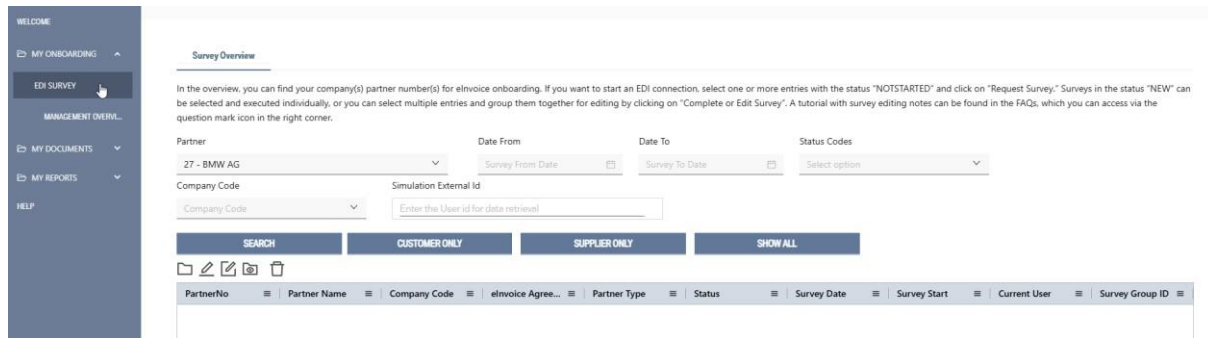 WELCOME
MY ONBOARDING
EDI SURVEY
MANAGEMENT OVERVI...
MY DOCUMENTS
MY REPORTS
HELP
Survey Overview
In the overview, you can find your company(s) partner number(s) for eInvoice onboarding. If you want to start an EDI connection, select one or more entries with the status "NOTSTARTED" and click on "Request Survey." Surveys in the status "NEW" can
be selected and executed individually, or you can select multiple entries and group them together for editing by clicking on "Complete or Edit Survey". A tutorial with survey editing notes can be found in the FAQs, which you can access via the
question mark icon in the right corner.
Partner Date From Date To Status Codes
27 - BMW AG Survey From Date Survey To Date Select option
Company Code Simulation External Id
Company Code Enter the User id for data retrieval
SEARCH CUSTOMER ONLY SUPPLIER ONLY SHOW ALL
PartnerNo Partner Name Company Code eInvoice Agree... Partner Type Status Survey Date Survey Start Current User Survey Group ID